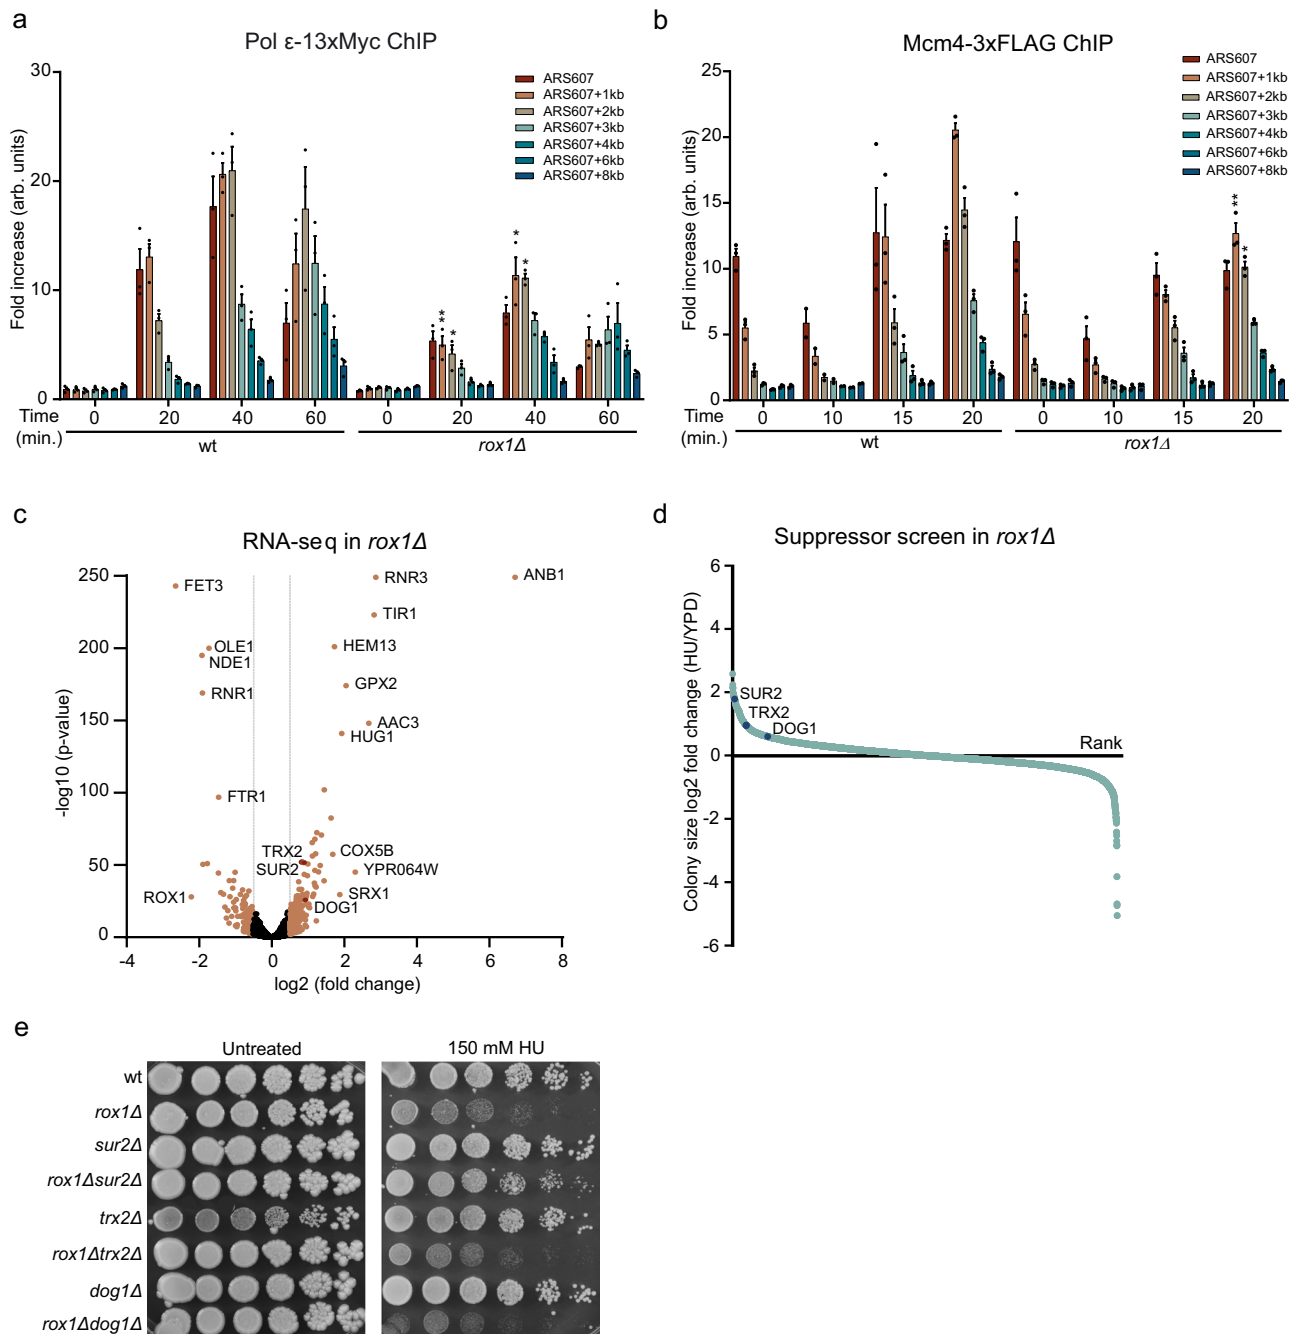 a
Pol ε-13xMyc ChIP
30
20
10
0
Fold increase (arb. units)
ARS607
ARS607+1kb
ARS607+2kb
ARS607+3kb
ARS607+4kb
ARS607+6kb
ARS607+8kb
** * * *
Time (min.)
0 20 40 60 0 20 40 60
wt rox1Δ
b
Mcm4-3xFLAG ChIP
25
20
15
10
5
0
Fold increase (arb. units)
ARS607
ARS607+1kb
ARS607+2kb
ARS607+3kb
ARS607+4kb
ARS607+6kb
ARS607+8kb
** *
Time (min.)
0 10 15 20 0 10 15 20
wt rox1Δ
c
RNA-seq in rox1Δ
250
200
150
100
50
0
-log10 (p-value)
FET3
RNR3
ANB1
TIR1
OLE1
HEM13
NDE1
RNR1
GPX2
AAC3
HUG1
FTR1
TRX2
COX5B
SUR2
YPR064W
ROX1
SRX1
DOG1
-4 -2 0 2 4 6 8
log2 (fold change)
d
Suppressor screen in rox1Δ
6
4
2
0
-2
-4
-6
Colony size log2 fold change (HU/YPD)
SUR2
TRX2
DOG1
Rank
e
Untreated 150 mM HU
wt
rox1Δ
sur2Δ
rox1Δsur2Δ
trx2Δ
rox1Δtrx2Δ
dog1Δ
rox1Δdog1Δ